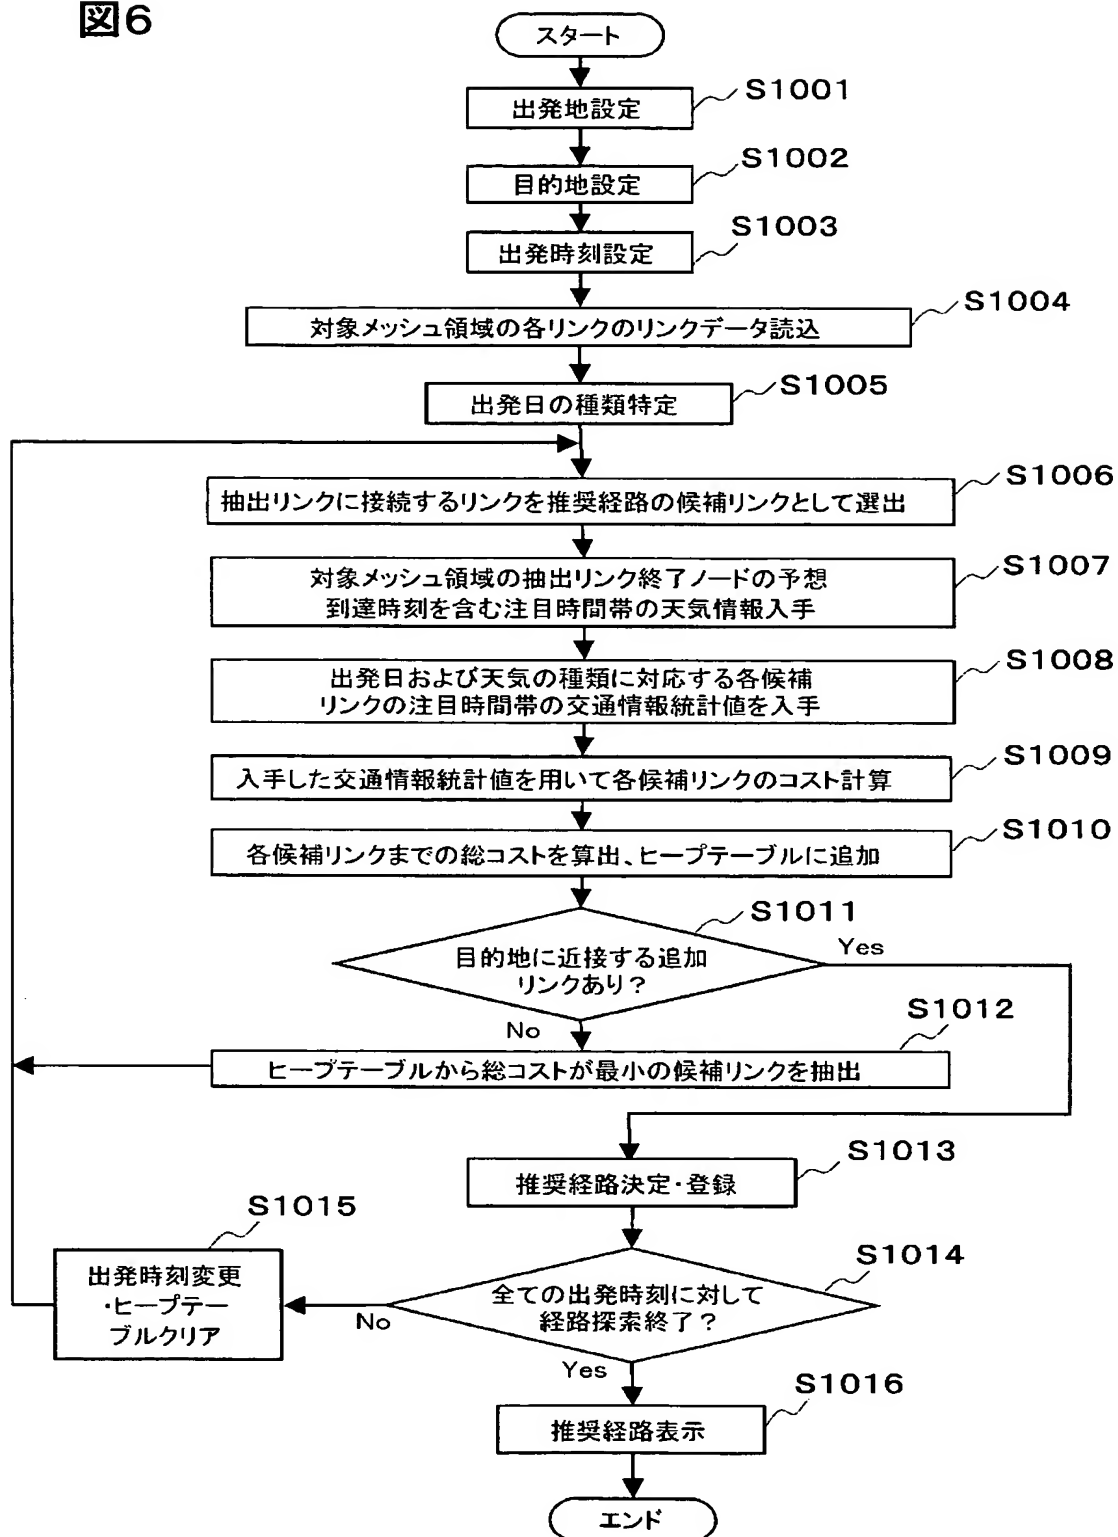 図6
スタート
S1001
出発地設定
S1002
目的地設定
S1003
出発時刻設定
S1004
対象メッシュ領域の各リンクのリンクデータ読込
S1005
出発日の種類特定
S1006
抽出リンクに接続するリンクを推奨経路の候補リンクとして選出
S1007
対象メッシュ領域の抽出リンク終了ノードの予想
到達時刻を含む注目時間帯の天気情報入手
S1008
出発日および天気の種類に対応する各候補
リンクの注目時間帯の交通情報統計値を入手
S1009
入手した交通情報統計値を用いて各候補リンクのコスト計算
S1010
各候補リンクまでの総コストを算出、ヒープテーブルに追加
S1011
目的地に近接する追加
リンクあり?
Yes
No
S1012
ヒープテーブルから総コストが最小の候補リンクを抽出
S1013
推奨経路決定・登録
S1014
全ての出発時刻に対して
経路探索終了?
No
Yes
S1015
出発時刻変更
・ヒープテー
ブルクリア
S1016
推奨経路表示
エンド